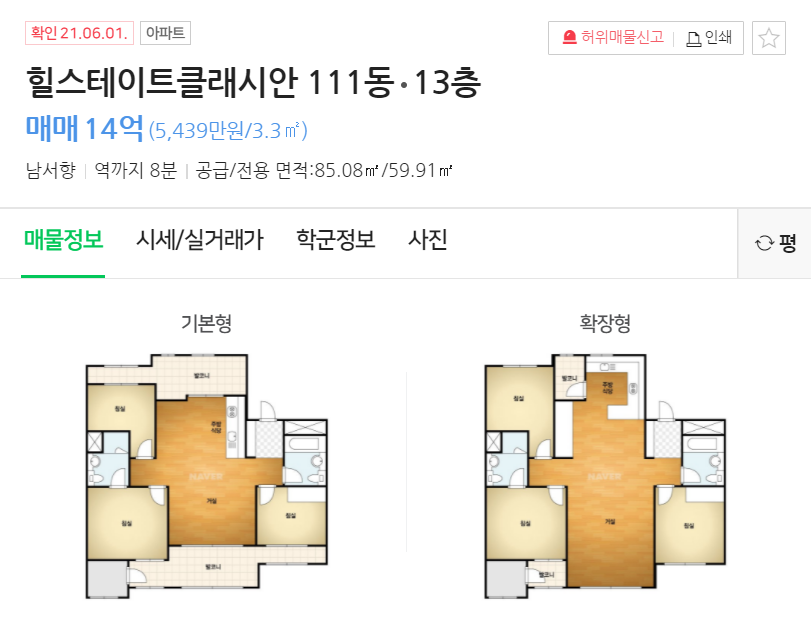 확인 21.06.01. 아파트
허위매물신고 인쇄
힐스테이트클래시안 111동 · 13층
매매 14억 (5,439만원/3.3㎡)
남서향 역까지 8분 공급/전용 면적:85.08㎡/59.91㎡
매물정보 시세/실거래가 학군정보 사진 평
기본형
발코니
침실
주방
식당
NAVER
거실
침실
침실
발코니
확장형
발코니
주방
식당
침실
NAVER
거실
침실
침실
발코니